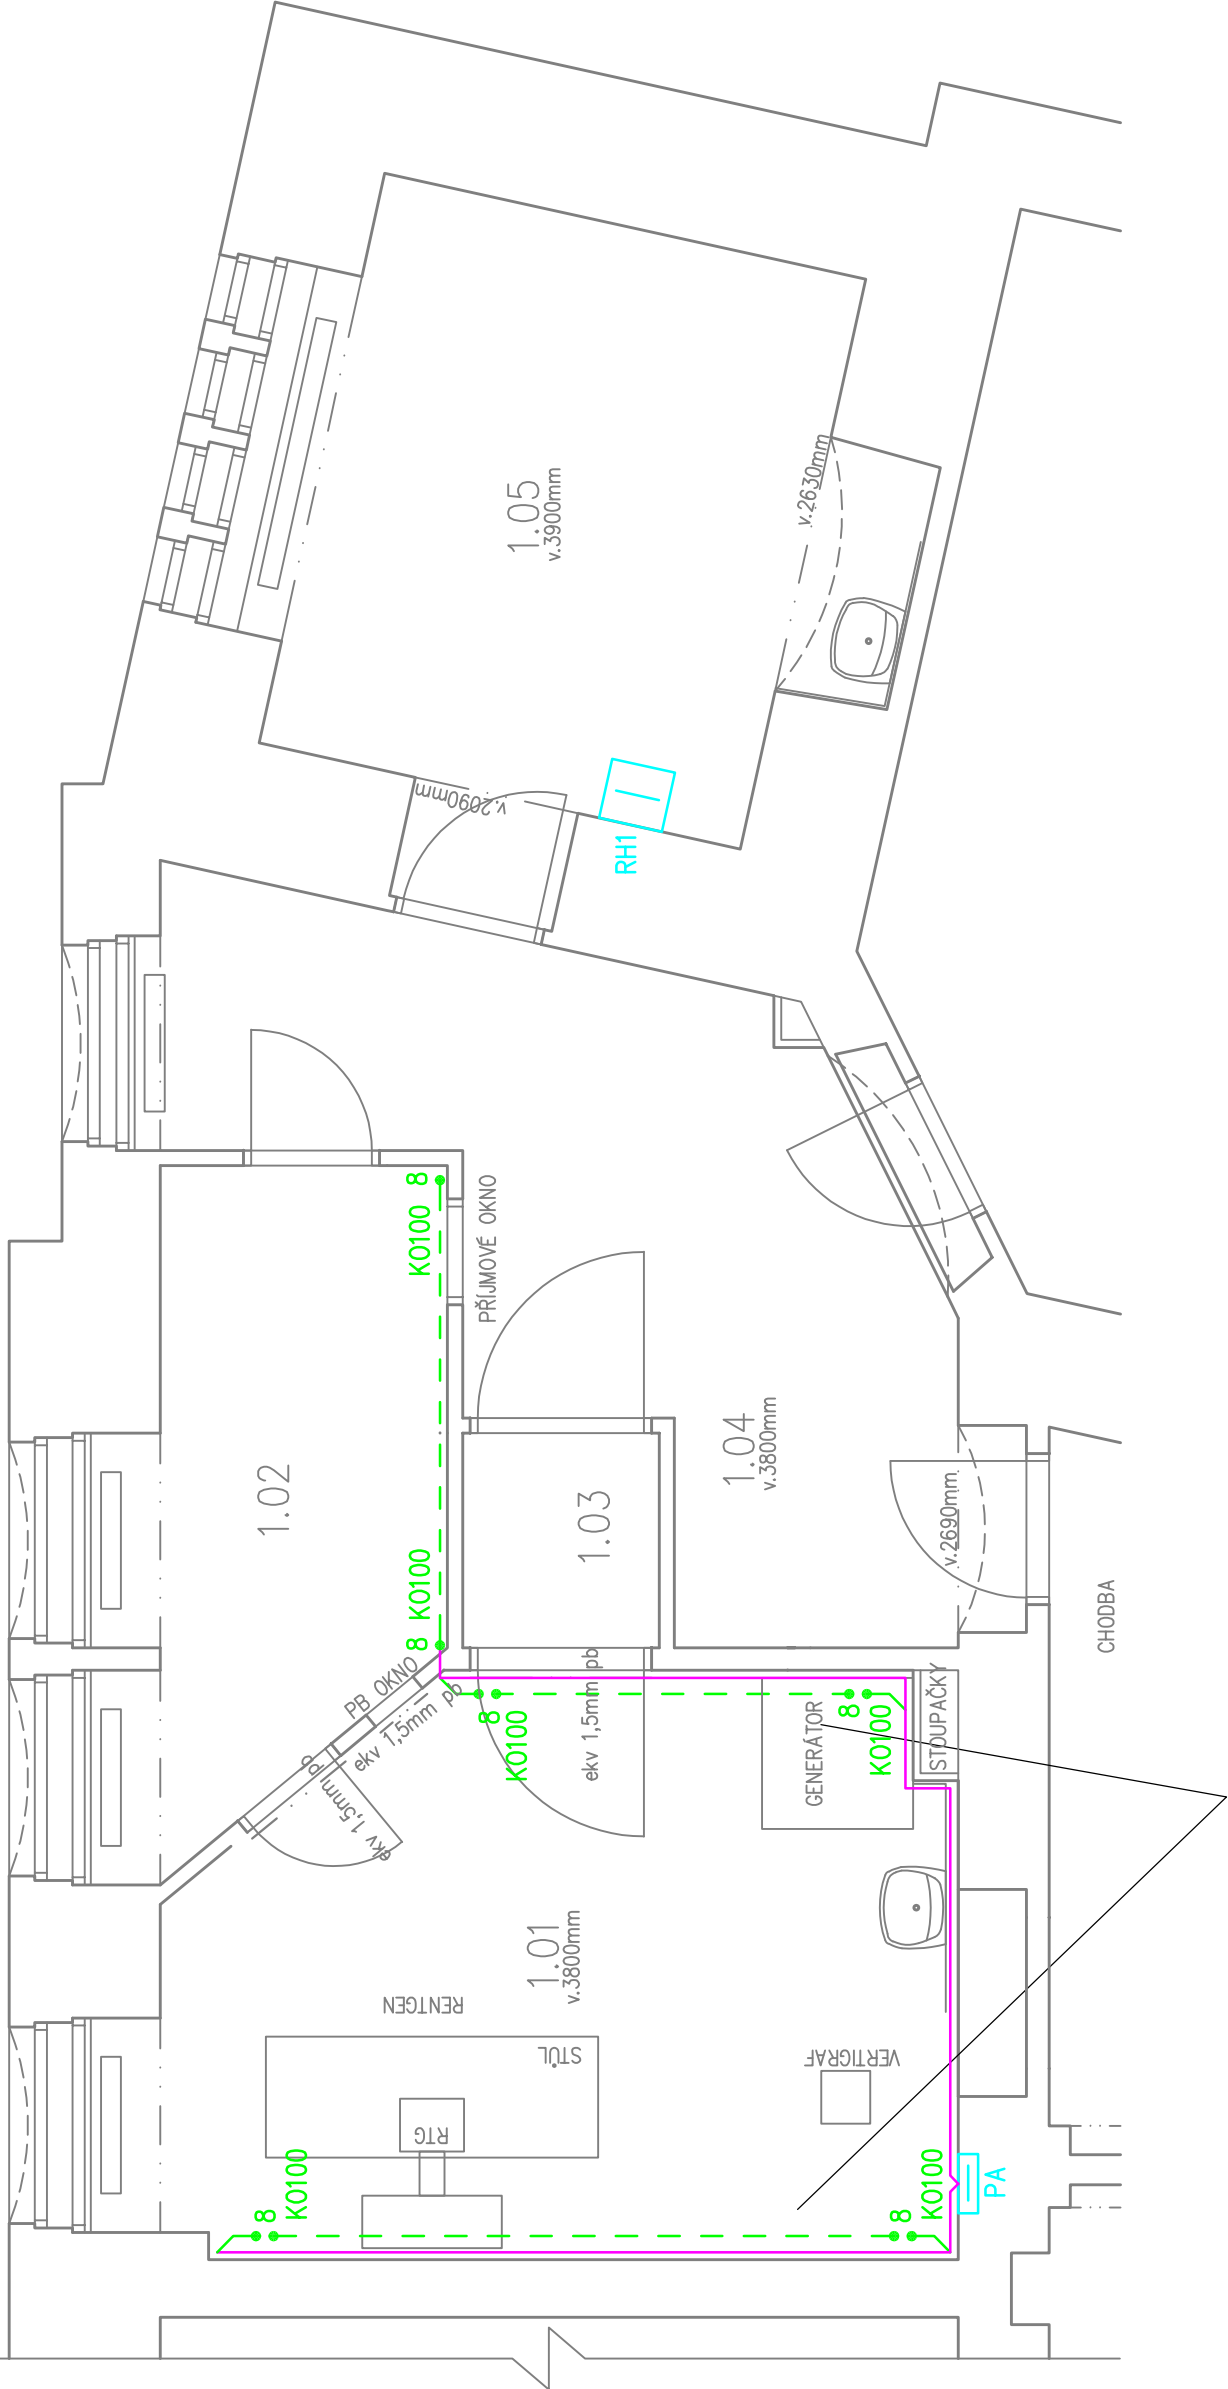 1.05
v.3900mm
v.2630mm
v.2090mm
RH1
8
KO100
PŘÍJMOVÉ OKNO
1.02
1.04
v.3800mm
1.03
v.2690mm
KO100
8
CHODBA
PB OKNO
ekv 1,5mm pb
ekv 1,5mm pb
ekv 1,5mm pb
8
KO100
8
KO100
GENERÁTOR
STOUPAČKY
1.01
v.3800mm
RENTGEN
STŮL
VERTIGRAF
RTG
8
KO100
8
KO100
PA